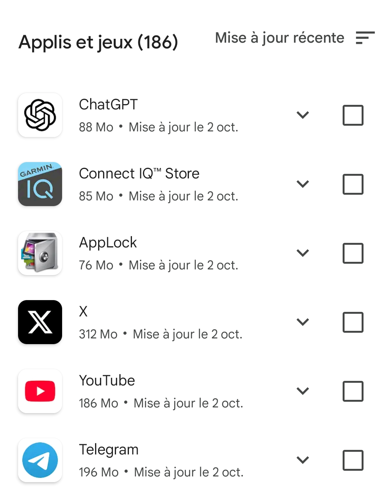 Applis et jeux (186)
Mise à jour récente
ChatGPT
88 Mo • Mise à jour le 2 oct.
GARMIN
IQ
Connect IQ™ Store
85 Mo • Mise à jour le 2 oct.
AppLock
76 Mo • Mise à jour le 2 oct.
X
312 Mo • Mise à jour le 2 oct.
YouTube
186 Mo • Mise à jour le 2 oct.
Telegram
196 Mo • Mise à jour le 2 oct.